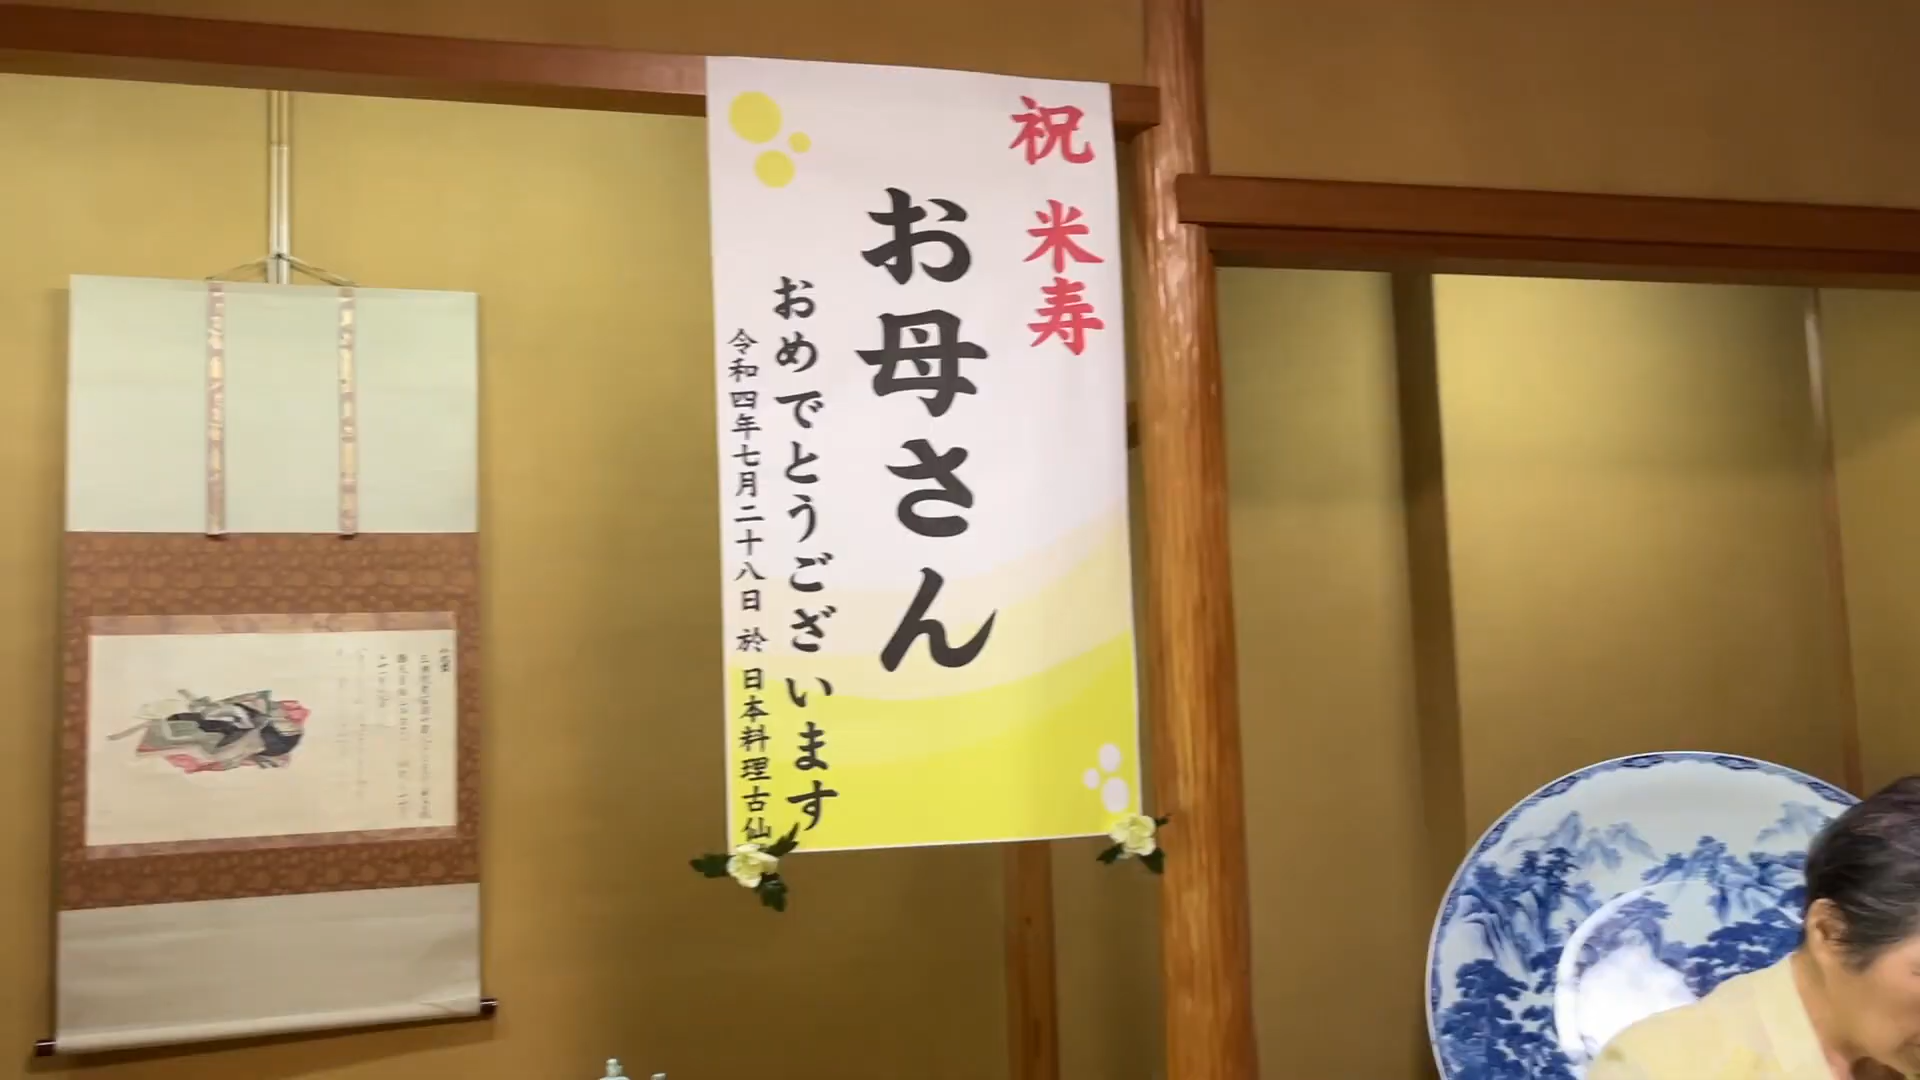 祝 米寿
お母さん
おめでとうございます
令和四年七月二十八日 於 日本料理古仙